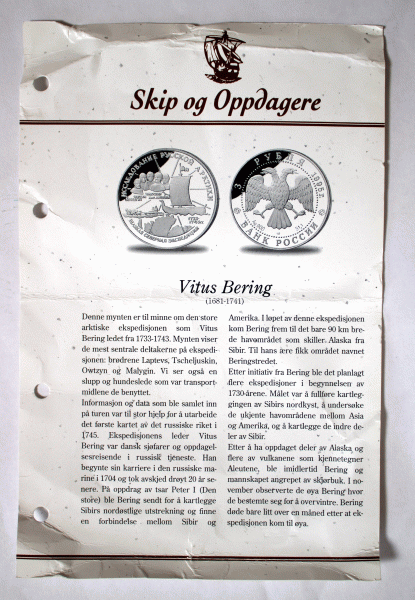 Skip og Oppdagere
ИССЛЕДОВАНИЕ РУССКОЙ АРКТИКИ
1733-1743гг.
3 РУБЛЯ 1995г.
БАНК РОССИИ
Vitus Bering
(1681-1741)
Denne mynten er til minne om den store
arktiske ekspedisjonen som Vitus
Bering ledet fra 1733-1743. Mynten viser
de mest sentrale deltakerne på ekspedi-
sjonen: brødrene Laptevs, Tscheljuskin,
Owtzyn og Malygin. Vi ser også en
slupp og hundeslede som var transport-
midlene de benyttet.
Informasjon og data som ble samlet inn
på turen var til stor hjelp for å utarbeide
det første kartet av det russiske riket i
1745. Ekspedisjonens leder Vitus
Bering var dansk sjøfarer og oppdagel-
sesreisende i russisk tjeneste. Han
begynte sin karriere i den russiske ma-
rine i 1704 og tok avskjed drøyt 20 år se-
nere. På oppdrag av tsar Peter I (Den
store) ble Bering sendt for å kartlegge
Sibirs nordøstlige utstrekning og finne
en forbindelse mellom Sibir og
Amerika. I løpet av denne ekspedisjonen
kom Bering frem til det bare 90 km bre-
de havområdet som skiller Alaska fra
Sibir. Til hans ære fikk området navnet
Beringstredet.
Etter initiativ fra Bering ble det planlagt
flere ekspedisjoner i begynnelsen av
1730-årene. Målet var å fullføre kartleg-
gingen av Sibirs nordkyst, å undersøke
de ukjente havområdene mellom Asia
og Amerika, og å kartlegge de indre de-
ler av Sibir.
Etter å ha oppdaget deler av Alaska og
flere av vulkanene som kjennetegner
Aleutene, ble imidlertid Bering og
mannskapet angrepet av skjørbuk. I no-
vember observerte de øya Bering hvor
de bestemte seg for å overvintre. Bering
døde bare litt over en måned etter at ek-
spedisjonen kom til øya.